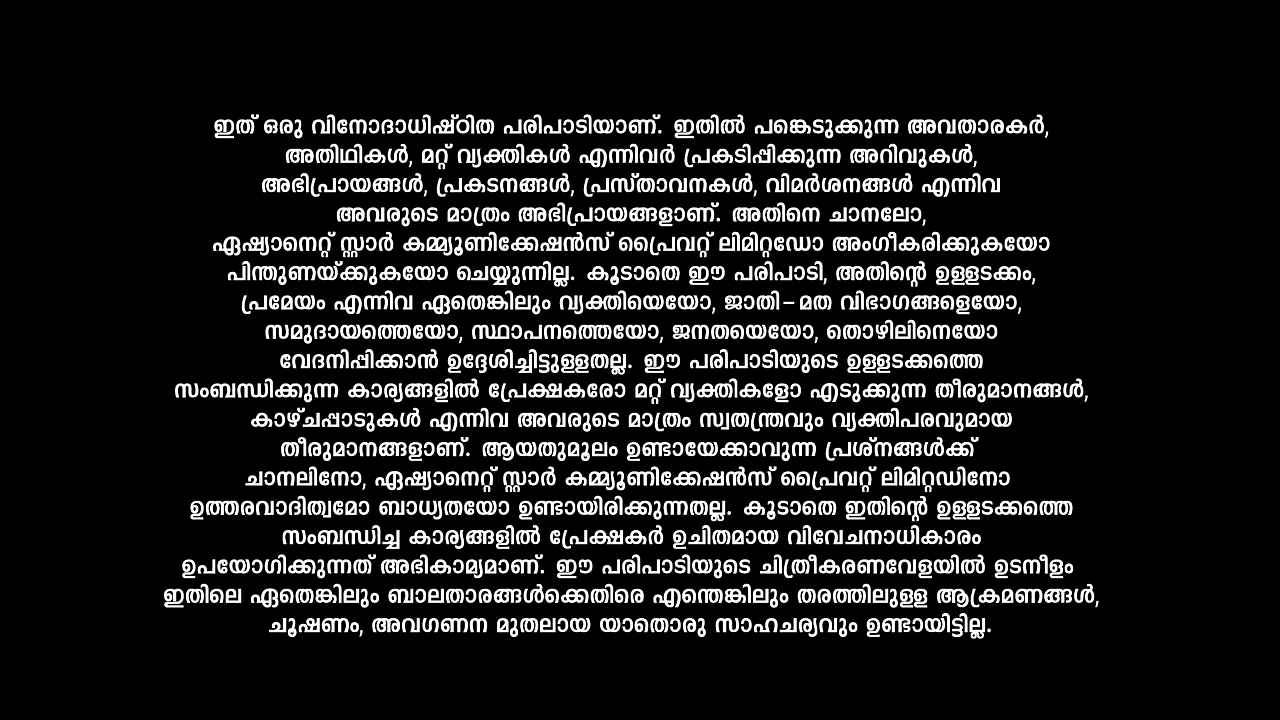 ഇത് ഒരു വിനോദാധിഷ്ഠിത പരിപാടിയാണ്. ഇതിൽ പങ്കെടുക്കുന്ന അവതാരകർ,
അതിഥികൾ, മറ്റ് വ്യക്തികൾ എന്നിവർ പ്രകടിപ്പിക്കുന്ന അറിവുകൾ,
അഭിപ്രായങ്ങൾ, പ്രകടനങ്ങൾ, പ്രസ്താവനകൾ, വിമർശനങ്ങൾ എന്നിവ
അവരുടെ മാത്രം അഭിപ്രായങ്ങളാണ്. അതിനെ ചാനലോ,
ഏഷ്യാനെറ്റ് സ്റ്റാർ കമ്മ്യൂണിക്കേഷൻസ് പ്രൈവറ്റ് ലിമിറ്റഡോ അംഗീകരിക്കുകയോ
പിന്തുണയ്ക്കുകയോ ചെയ്യുന്നില്ല. കൂടാതെ ഈ പരിപാടി, അതിന്റെ ഉള്ളടക്കം,
പ്രമേയം എന്നിവ ഏതെങ്കിലും വ്യക്തിയെയോ, ജാതി – മത വിഭാഗങ്ങളെയോ,
സമുദായത്തെയോ, സ്ഥാപനത്തെയോ, ജനതയെയോ, തൊഴിലിനെയോ
വേദനിപ്പിക്കാൻ ഉദ്ദേശിച്ചിട്ടുള്ളതല്ല. ഈ പരിപാടിയുടെ ഉള്ളടക്കത്തെ
സംബന്ധിക്കുന്ന കാര്യങ്ങളിൽ പ്രേക്ഷകരോ മറ്റ് വ്യക്തികളോ എടുക്കുന്ന തീരുമാനങ്ങൾ,
കാഴ്ചപ്പാടുകൾ എന്നിവ അവരുടെ മാത്രം സ്വതന്ത്രവും വ്യക്തിപരവുമായ
തീരുമാനങ്ങളാണ്. ആയതുമൂലം ഉണ്ടായേക്കാവുന്ന പ്രശ്നങ്ങൾക്ക്
ചാനലിനോ, ഏഷ്യാനെറ്റ് സ്റ്റാർ കമ്മ്യൂണിക്കേഷൻസ് പ്രൈവറ്റ് ലിമിറ്റഡിനോ
ഉത്തരവാദിത്വമോ ബാധ്യതയോ ഉണ്ടായിരിക്കുന്നതല്ല. കൂടാതെ ഇതിന്റെ ഉള്ളടക്കത്തെ
സംബന്ധിച്ച കാര്യങ്ങളിൽ പ്രേക്ഷകർ ഉചിതമായ വിവേചനാധികാരം
ഉപയോഗിക്കുന്നത് അഭികാമ്യമാണ്. ഈ പരിപാടിയുടെ ചിത്രീകരണവേളയിൽ ഉടനീളം
ഇതിലെ ഏതെങ്കിലും ബാലതാരങ്ങൾക്കെതിരെ എന്തെങ്കിലും തരത്തിലുള്ള ആക്രമണങ്ങൾ,
ചൂഷണം, അവഗണന മുതലായ യാതൊരു സാഹചര്യവും ഉണ്ടായിട്ടില്ല.